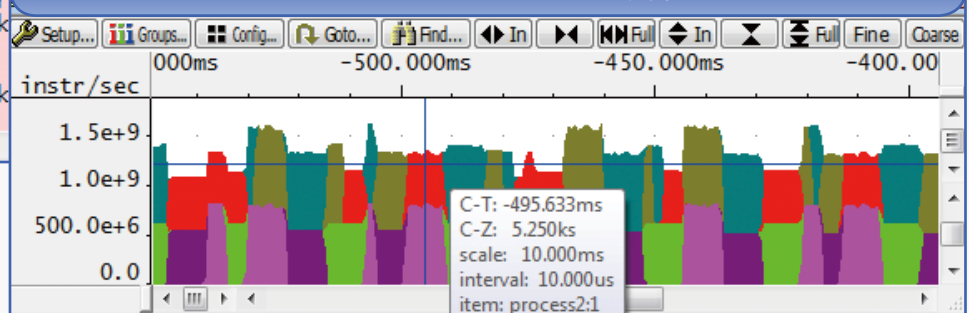 Setup... Groups... Config... Goto... Find... In Full In Full Fine Coarse
000ms -500.000ms -450.000ms -400.00
instr/sec
1.5e+9
1.0e+9
500.0e+6
0.0
C-T: -495.633ms
C-Z: 5.250ks
scale: 10.000ms
interval: 10.000us
item: process2:1